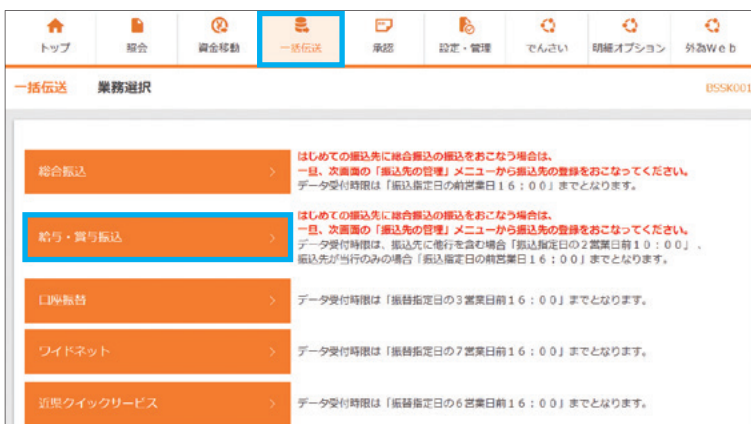 トップ 照会 資金移動 一括伝送 承認 設定・管理 でんさい 明細オプション 外為Web
一括伝送 業務選択 BSSK001
総合振込
はじめての振込先に総合振込の振込をおこなう場合は、
一旦、次画面の「振込先の管理」メニューから振込先の登録をおこなってください。
データ受付時限は「振込指定日の前営業日16:00」までとなります。
給与・賞与振込
はじめての振込先に総合振込の振込をおこなう場合は、
一旦、次画面の「振込先の管理」メニューから振込先の登録をおこなってください。
データ受付時限は、振込先に他行を含む場合「振込指定日の2営業日前10:00」、
振込先が当行のみの場合「振込指定日の前営業日16:00」までとなります。
口座振替
データ受付時限は「振替指定日の3営業日前16:00」までとなります。
ワイドネット
データ受付時限は「振替指定日の7営業日前16:00」までとなります。
近県クイックサービス
データ受付時限は「振替指定日の6営業日前16:00」までとなります。